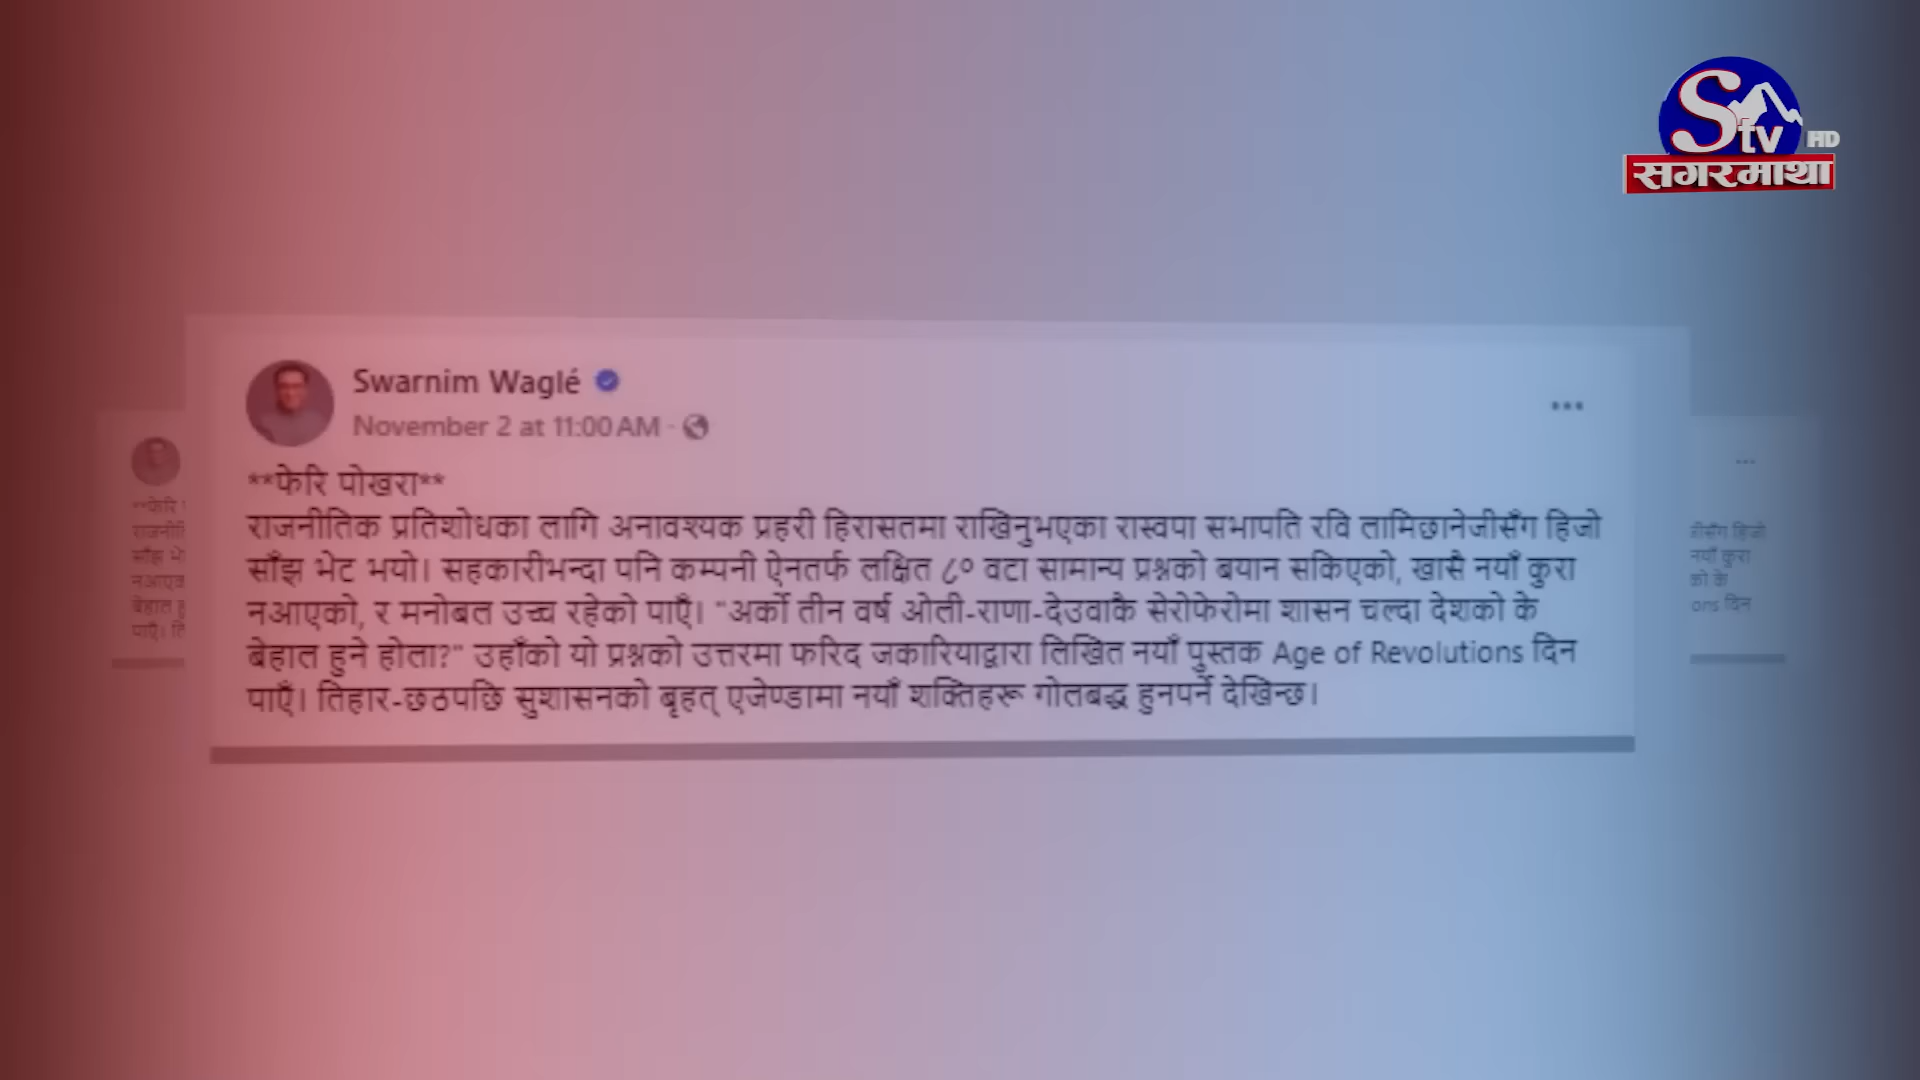 Stv HD
सगरमाथा
Swarnim Waglé
November 2 at 11:00 AM ·
**फेरि पोखरा**
राजनीतिक प्रतिशोधका लागि अनावश्यक प्रहरी हिरासतमा राखिनुभएका रास्वपा सभापति रवि लामिछानेजीसँग हिजो
साँझ भेट भयो। सहकारीभन्दा पनि कम्पनी ऐनतर्फ लक्षित ८० वटा सामान्य प्रश्नको बयान सकिएको, खासै नयाँ कुरा
नआएको, र मनोबल उच्च रहेको पाएँ। "अर्को तीन वर्ष ओली-राणा-देउवाकै सेरोफेरोमा शासन चल्दा देशको के
बेहाल हुने होला?" उहाँको यो प्रश्नको उत्तरमा फरिद जकारियाद्वारा लिखित नयाँ पुस्तक Age of Revolutions दिन
पाएँ। तिहार-छठपछि सुशासनको बृहत् एजेण्डामा नयाँ शक्तिहरू गोलबद्ध हुनपर्ने देखिन्छ।